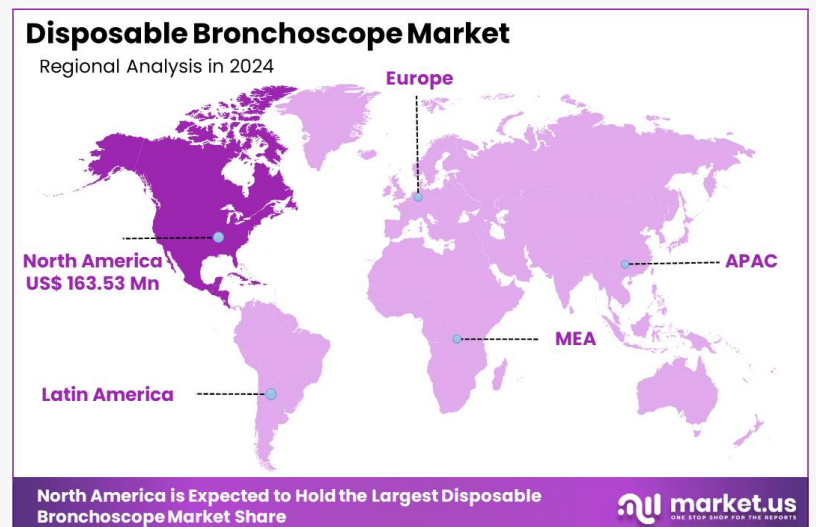 Disposable Bronchoscope Market
Regional Analysis in 2024
Europe
North America
US$ 163.53 Mn
APAC
MEA
Latin America
North America is Expected to Hold the Largest Disposable
Bronchoscope Market Share
market.us
ONE STOP SHOP FOR THE REPORTS